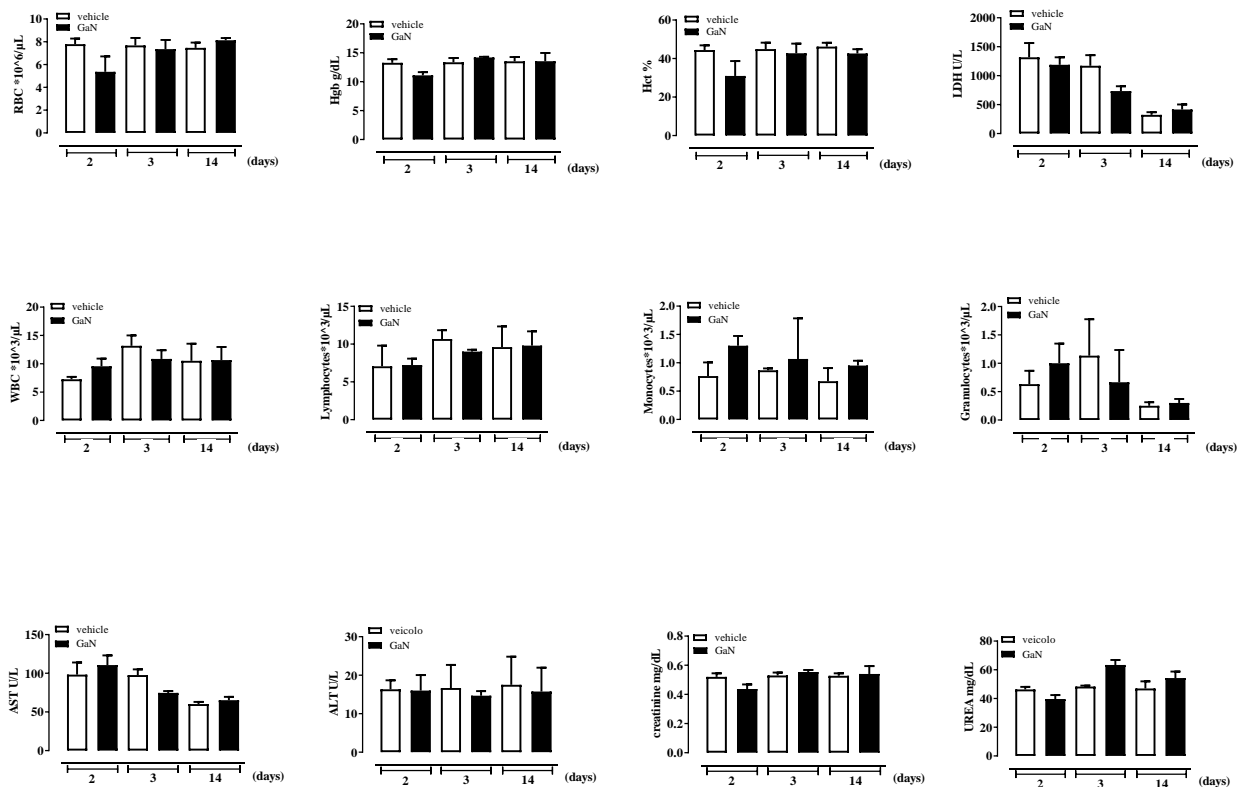 RBC *10^6/µL
10
8
6
4
2
0
vehicle
GaN
2 3 14 (days)
Hgb g/dL
20
15
10
5
0
vehicle
GaN
2 3 14 (days)
Hct %
60
40
20
0
vehicle
GaN
2 3 14 (days)
LDH U/L
2000
1500
1000
500
0
vehicle
GaN
2 3 14 (days)
WBC *10^3/µL
20
15
10
5
0
vehicle
GaN
2 3 14 (days)
Lymphocytes*10^3/µL
15
10
5
0
vehicle
GaN
2 3 14 (days)
Monocytes*10^3/µL
2.0
1.5
1.0
0.5
0.0
vehicle
GaN
2 3 14 (days)
Granulocytes*10^3/µL
2.0
1.5
1.0
0.5
0.0
vehicle
GaN
2 3 14 (days)
AST U/L
150
100
50
0
vehicle
GaN
2 3 14 (days)
ALT U/L
30
20
10
0
veicolo
GaN
2 3 14 (days)
creatinine mg/dL
0.8
0.6
0.4
0.2
0.0
vehicle
GaN
2 3 14 (days)
UREA mg/dL
80
60
40
20
0
veicolo
GaN
2 3 14 (days)